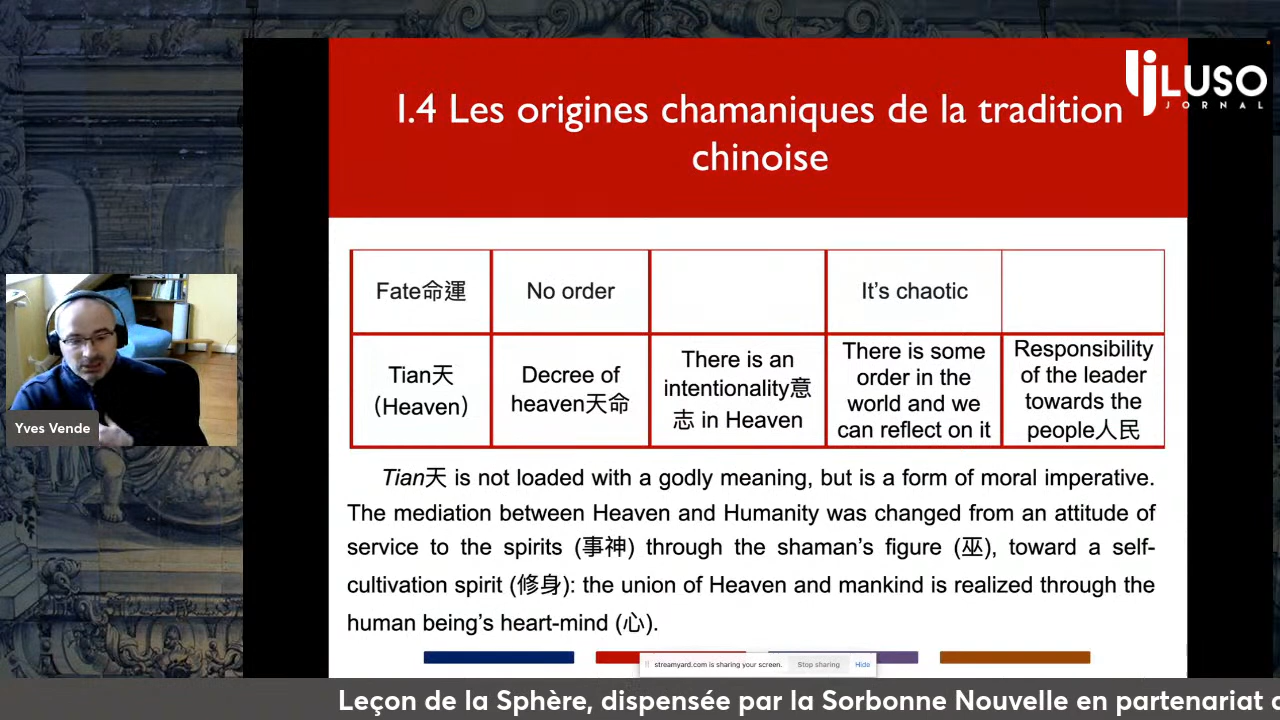 LUSO
JORNAL
I.4 Les origines chamaniques de la tradition
chinoise
Fate命運
No order
It's chaotic
Tian天
(Heaven)
Decree of
heaven天命
There is an
intentionality意
志 in Heaven
There is some
order in the
world and we
can reflect on it
Responsibility
of the leader
towards the
people人民
Tian天 is not loaded with a godly meaning, but is a form of moral imperative.
The mediation between Heaven and Humanity was changed from an attitude of
service to the spirits (事神) through the shaman's figure (巫), toward a self-
cultivation spirit (修身): the union of Heaven and mankind is realized through the
human being's heart-mind (心).
Yves Vende
streamyard.com is sharing your screen.
Stop sharing
Hide
Leçon de la Sphère, dispensée par la Sorbonne Nouvelle en partenariat